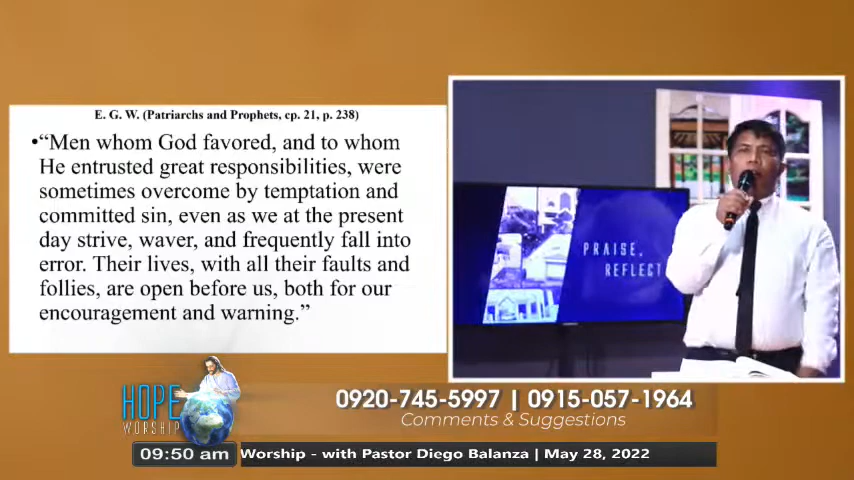 E. G. W. (Patriarchs and Prophets, cp. 21, p. 238)
•“Men whom God favored, and to whom
He entrusted great responsibilities, were
sometimes overcome by temptation and
committed sin, even as we at the present
day strive, waver, and frequently fall into
error. Their lives, with all their faults and
follies, are open before us, both for our
encouragement and warning.”
PRAISE,
REFLECT
HOPE
WORSHIP
0920-745-5997 | 0915-057-1964
Comments & Suggestions
09:50 am
Worship - with Pastor Diego Balanza | May 28, 2022